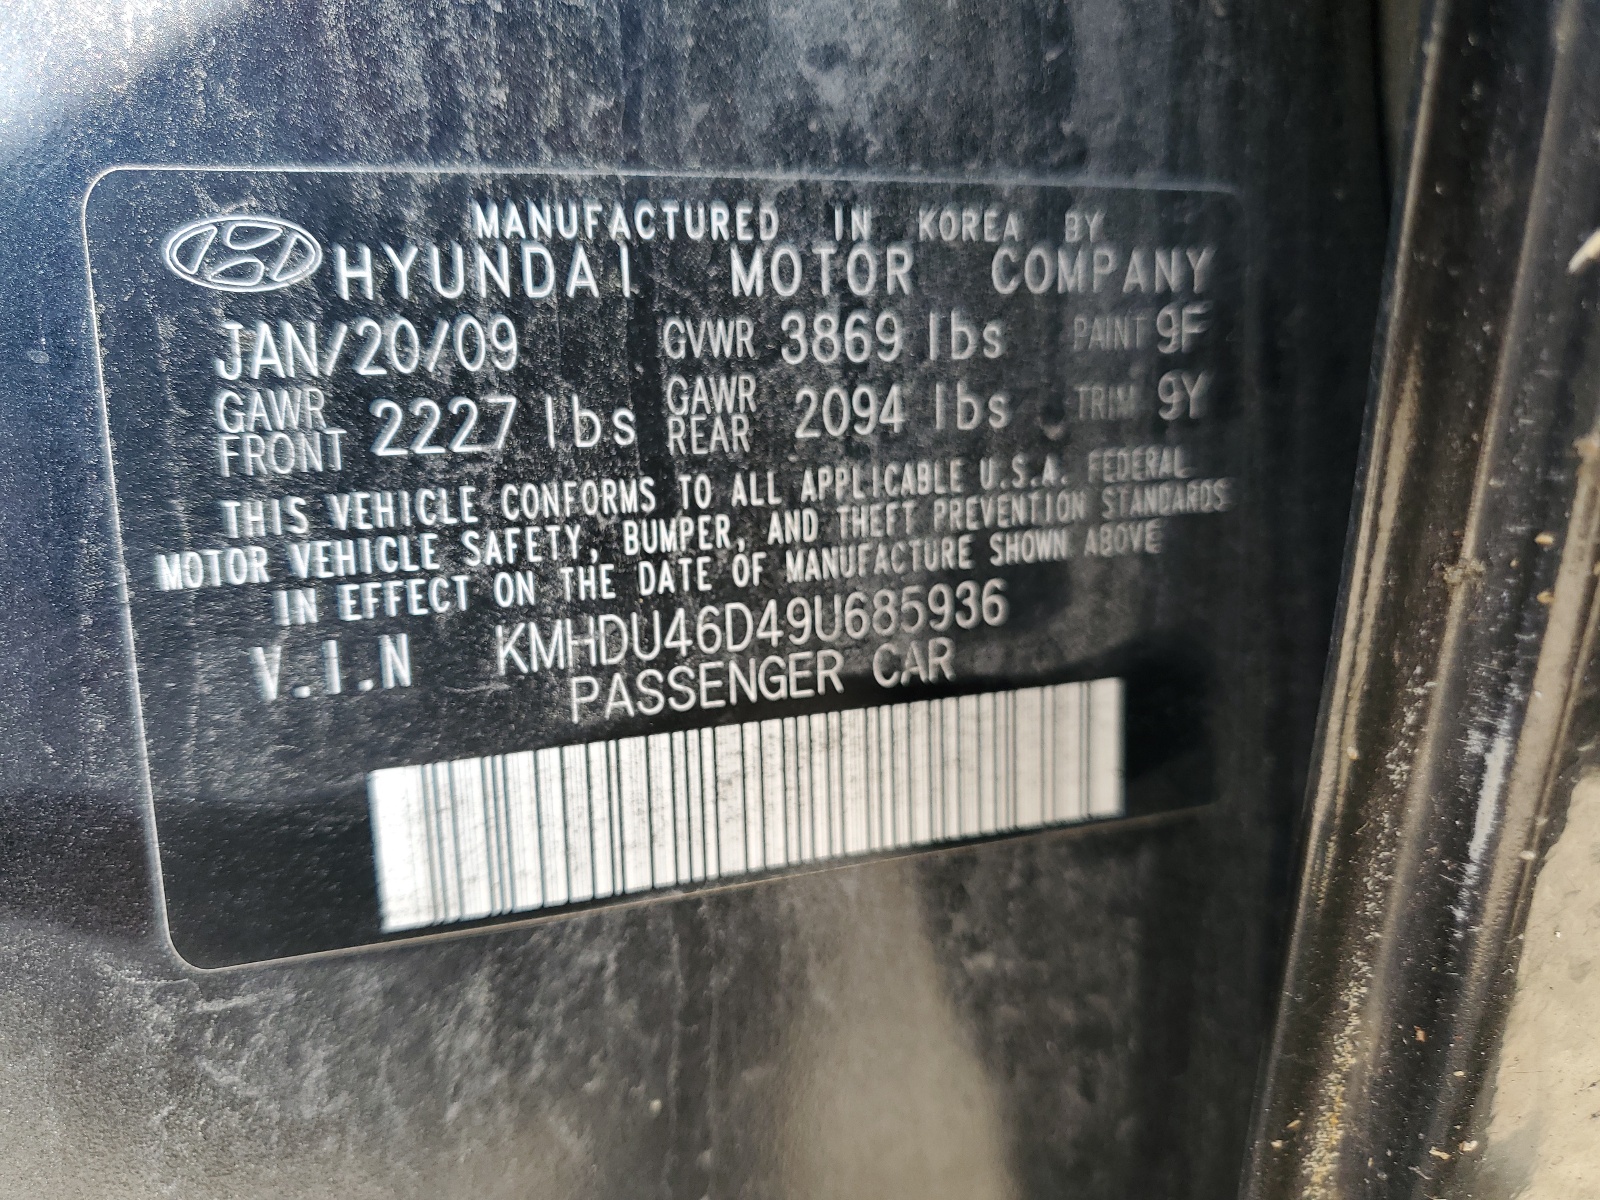 MANUFACTURED IN KOREA BY
HYUNDAI MOTOR COMPANY
JAN/20/09 GVWR 3869 lbs PAINT 9F
GAWR FRONT 2227 lbs GAWR REAR 2094 lbs TRIM 9Y
THIS VEHICLE CONFORMS TO ALL APPLICABLE U.S.A. FEDERAL
MOTOR VEHICLE SAFETY, BUMPER, AND THEFT PREVENTION STANDARDS
IN EFFECT ON THE DATE OF MANUFACTURE SHOWN ABOVE
V.I.N KMHDU46D49U685936
PASSENGER CAR